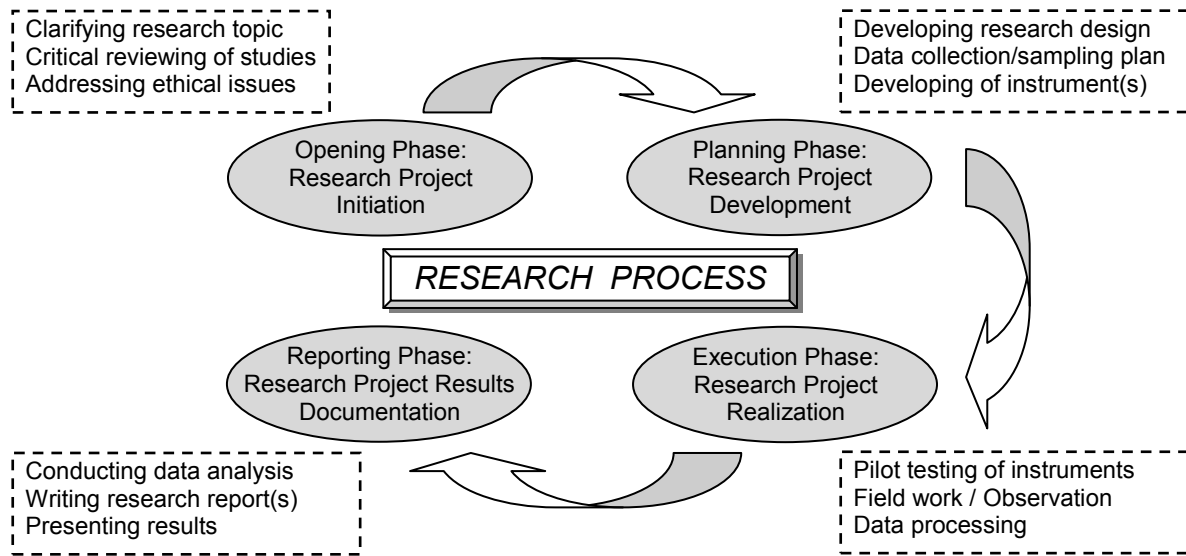 Clarifying research topic
Critical reviewing of studies
Addressing ethical issues
Developing research design
Data collection/sampling plan
Developing of instrument(s)
Opening Phase:
Research Project
Initiation
Planning Phase:
Research Project
Development
RESEARCH PROCESS
Reporting Phase:
Research Project Results
Documentation
Execution Phase:
Research Project
Realization
Conducting data analysis
Writing research report(s)
Presenting results
Pilot testing of instruments
Field work / Observation
Data processing